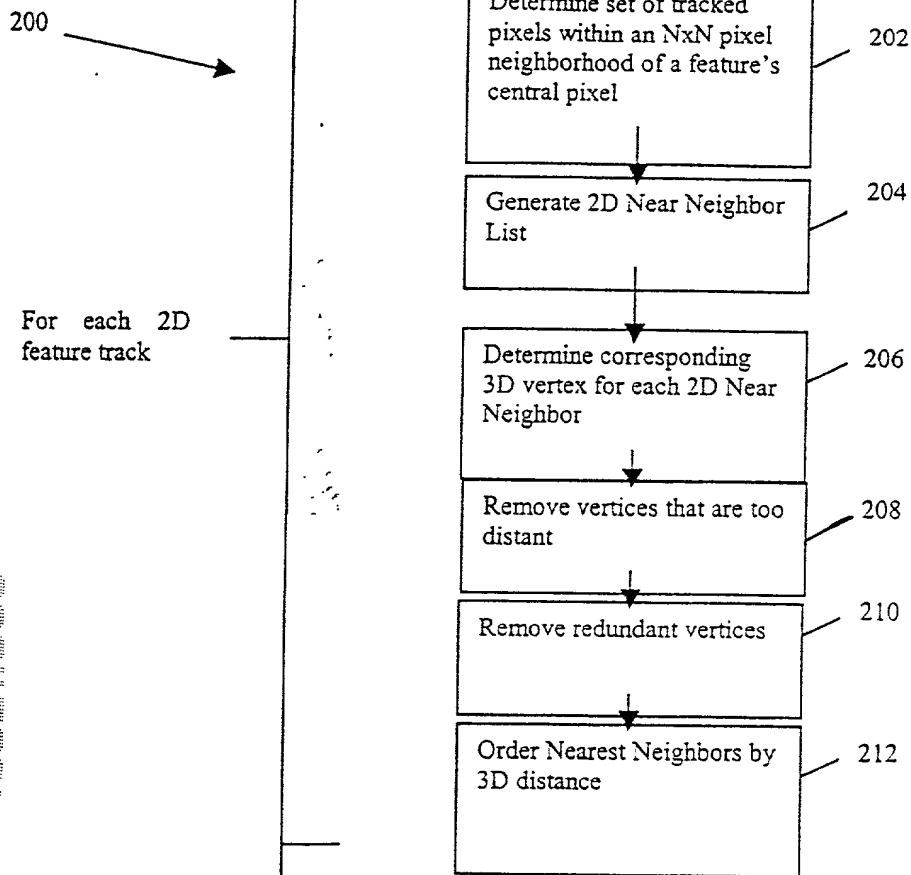 200
Determine set of tracked
pixels within an NxN pixel
neighborhood of a feature's
central pixel
202
Generate 2D Near Neighbor
List
204
For each 2D
feature track
Determine corresponding
3D vertex for each 2D Near
Neighbor
206
Remove vertices that are too
distant
208
Remove redundant vertices
210
Order Nearest Neighbors by
3D distance
212